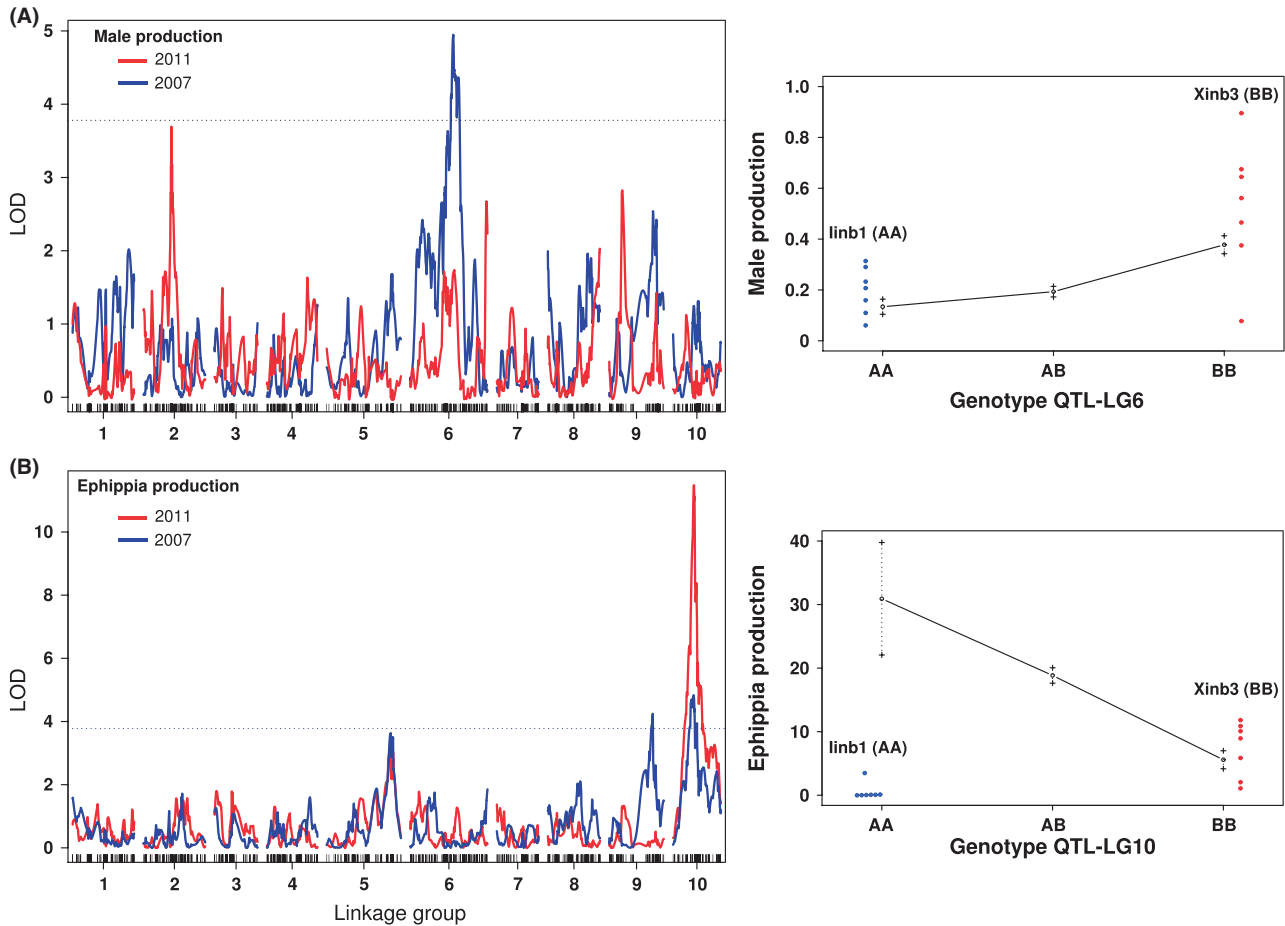 (A)
Male production
2011
2007
LOD
5
4
3
2
1
0
1 2 3 4 5 6 7 8 9 10
Male production
1.0
0.8
0.6
0.4
0.2
0
Xinb3 (BB)
Iinb1 (AA)
AA AB BB
Genotype QTL-LG6
(B)
Ephippia production
2011
2007
LOD
10
8
6
4
2
0
1 2 3 4 5 6 7 8 9 10
Linkage group
Ephippia production
40
30
20
10
0
Xinb3 (BB)
Iinb1 (AA)
AA AB BB
Genotype QTL-LG10